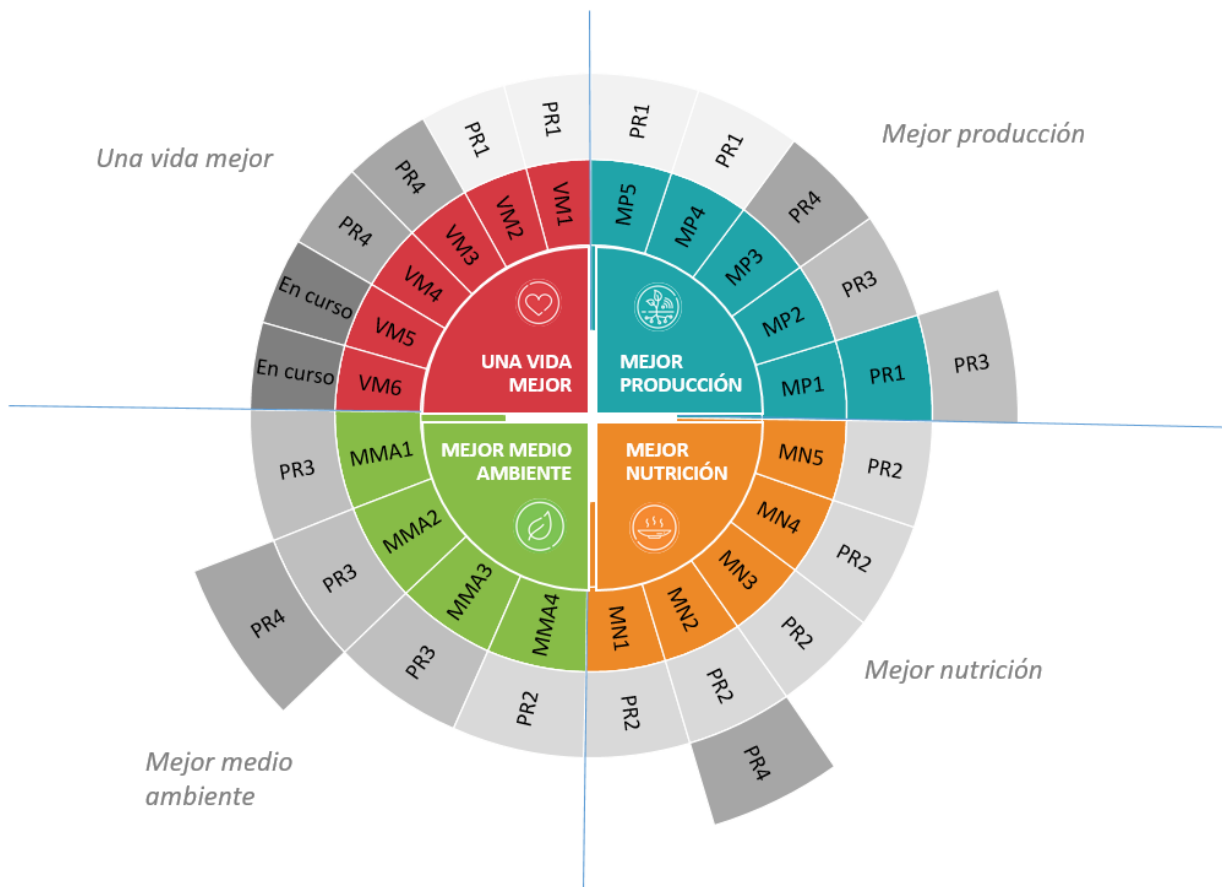 Una vida mejor
Mejor producción
PR1
PR1
PR4
PR4
En curso
En curso
VM1
VM2
VM3
VM4
VM5
VM6
UNA VIDA
MEJOR
PR1
PR1
PR4
PR3
PR1
PR3
MP5
MP4
MP3
MP2
MP1
MEJOR
PRODUCCIÓN
MEJOR MEDIO
AMBIENTE
MMA1
MMA2
MMA3
MMA4
PR3
PR3
PR4
PR3
PR2
MEJOR
NUTRICIÓN
MN5
MN4
MN3
MN2
MN1
PR2
PR2
PR2
PR2
PR4
PR2
Mejor nutrición
Mejor medio
ambiente